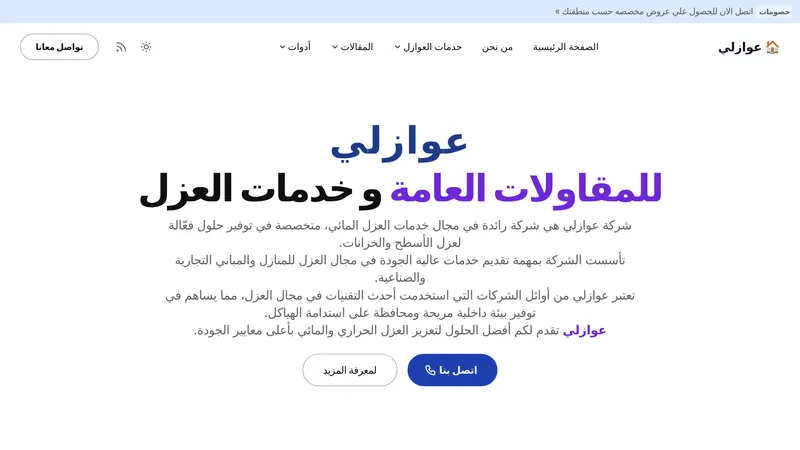 خصومات اتصل الان للحصول علي عروض مخصصه حسب منطقتك »
🏠 عوازلي
الصفحة الرئيسية
من نحن
خدمات العوازل
المقالات
أدوات
تواصل معانا
عوازلي
للمقاولات العامة و خدمات العزل
شركة عوازلي هي شركة رائدة في مجال خدمات العزل المائي، متخصصة في توفير حلول فعّالة
لعزل الأسطح والخزانات.
تأسست الشركة بمهمة تقديم خدمات عالية الجودة في مجال العزل للمنازل والمباني التجارية
والصناعية.
تعتبر عوازلي من أوائل الشركات التي استخدمت أحدث التقنيات في مجال العزل، مما يساهم في
توفير بيئة داخلية مريحة ومحافظة على استدامة الهياكل.
عوازلي تقدم لكم أفضل الحلول لتعزيز العزل الحراري والمائي بأعلى معايير الجودة.
اتصل بنا
لمعرفة المزيد